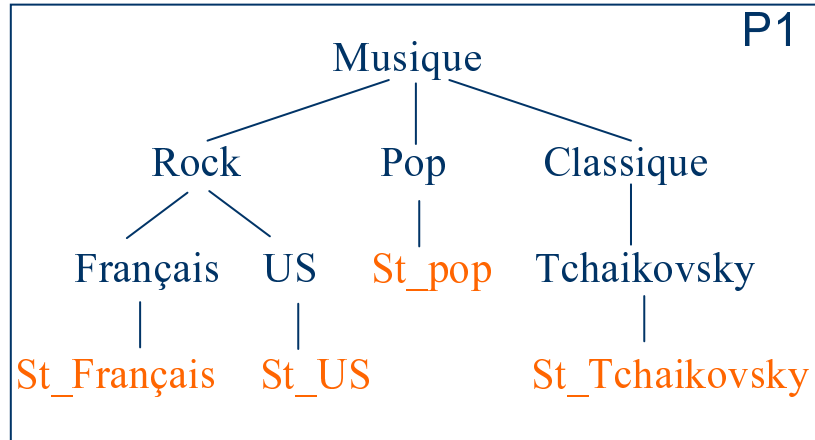 P1
Musique
Rock Pop Classique
Français US St_pop Tchaikovsky
St_Français St_US St_Tchaikovsky